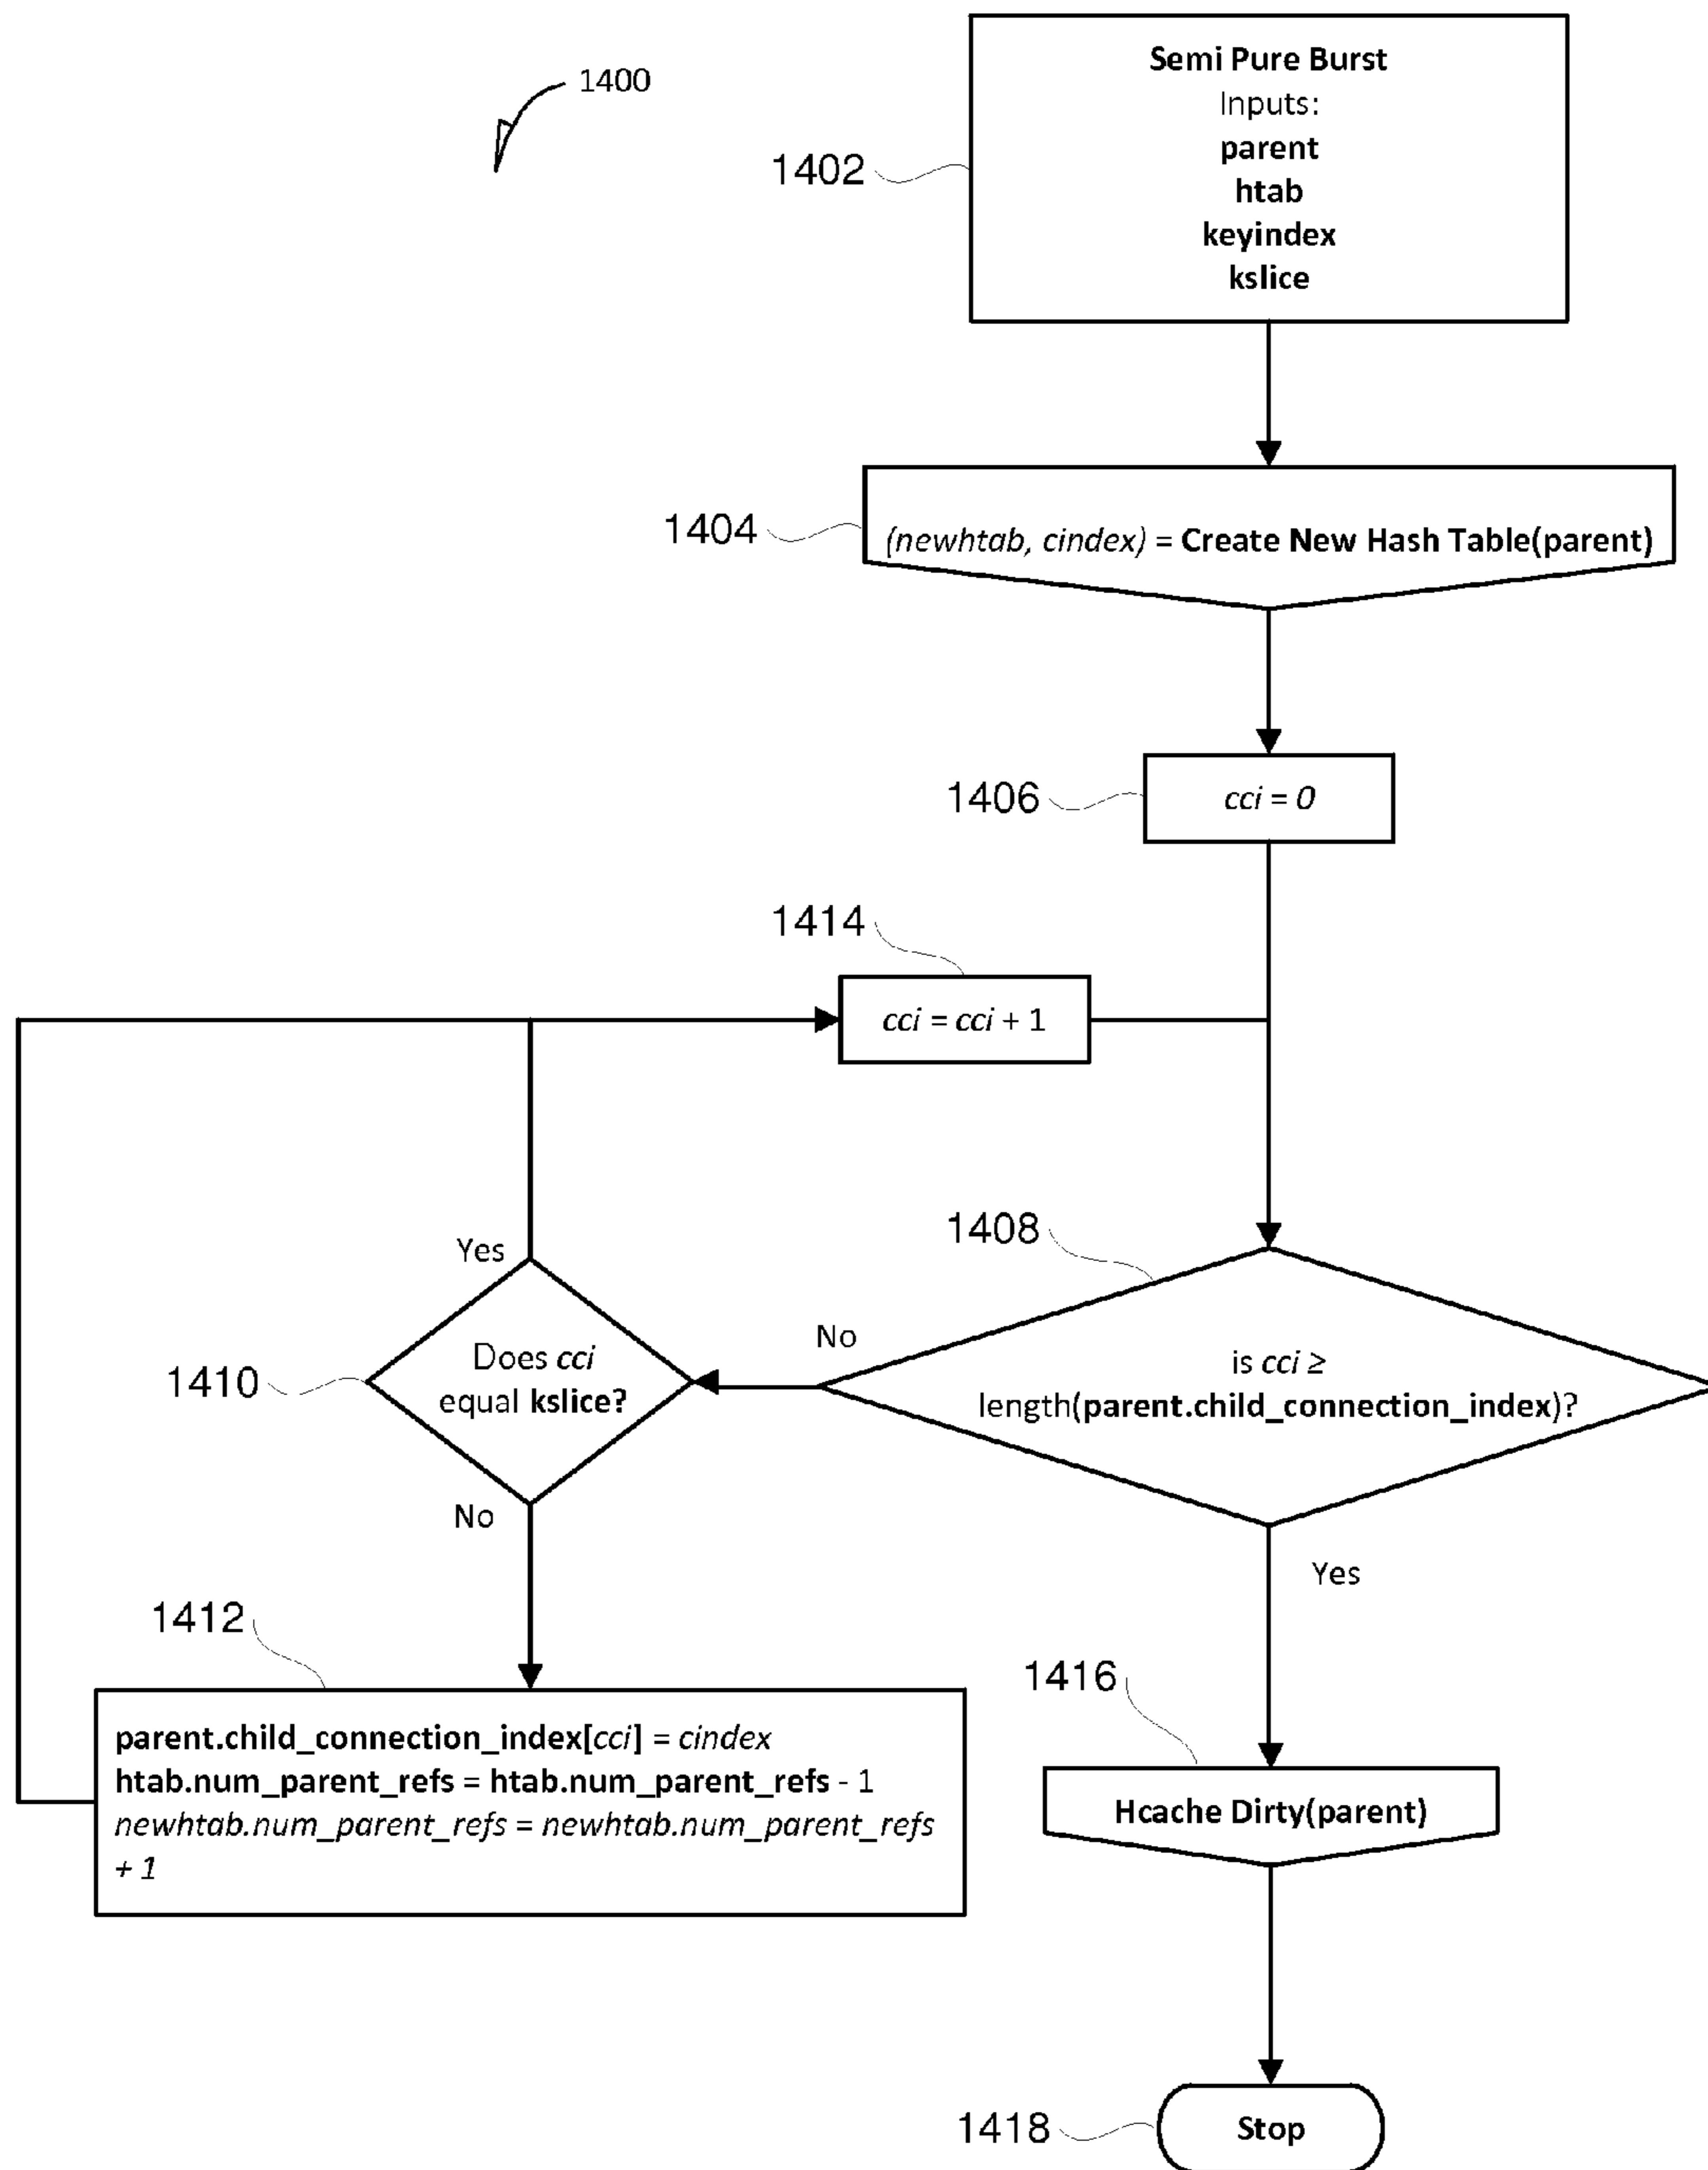 1400
Semi Pure Burst
Inputs:
parent
htab
keyindex
kslice
1402
1404
(newhtab, cindex) = Create New Hash Table(parent)
1406
cci = 0
1414
cci = cci + 1
1408
is cci ≥
length(parent.child_connection_index)?
No
Yes
1410
Does cci
equal kslice?
Yes
No
1412
parent.child_connection_index[cci] = cindex
htab.num_parent_refs = htab.num_parent_refs - 1
newhtab.num_parent_refs = newhtab.num_parent_refs
+ 1
1416
Hcache Dirty(parent)
1418
Stop